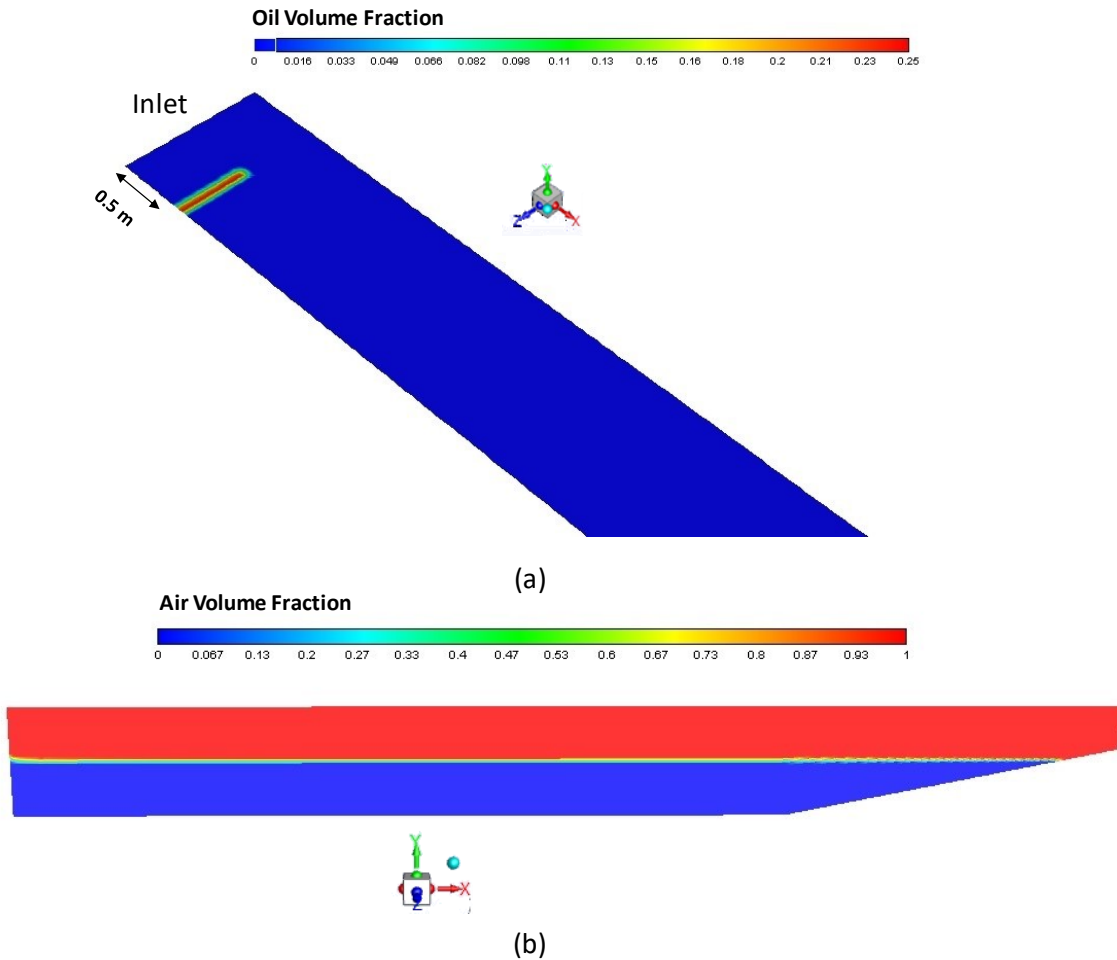 Oil Volume Fraction
0 0.016 0.033 0.049 0.066 0.082 0.098 0.11 0.13 0.15 0.16 0.18 0.2 0.21 0.23 0.25
Inlet
0.5 m
Y
Z X
(a)
Air Volume Fraction
0 0.067 0.13 0.2 0.27 0.33 0.4 0.47 0.53 0.6 0.67 0.73 0.8 0.87 0.93 1
Y
X
Z
(b)